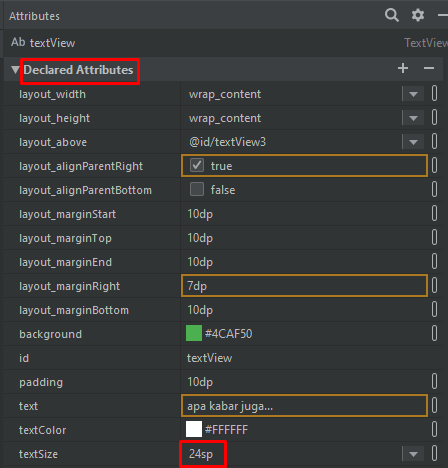 Attributes
Ab textView TextView
Declared Attributes
layout_width wrap_content
layout_height wrap_content
layout_above @id/textView3
layout_alignParentRight true
layout_alignParentBottom false
layout_marginStart 10dp
layout_marginTop 10dp
layout_marginEnd 10dp
layout_marginRight 7dp
layout_marginBottom 10dp
background #4CAF50
id textView
padding 10dp
text apa kabar juga...
textColor #FFFFFF
textSize 24sp